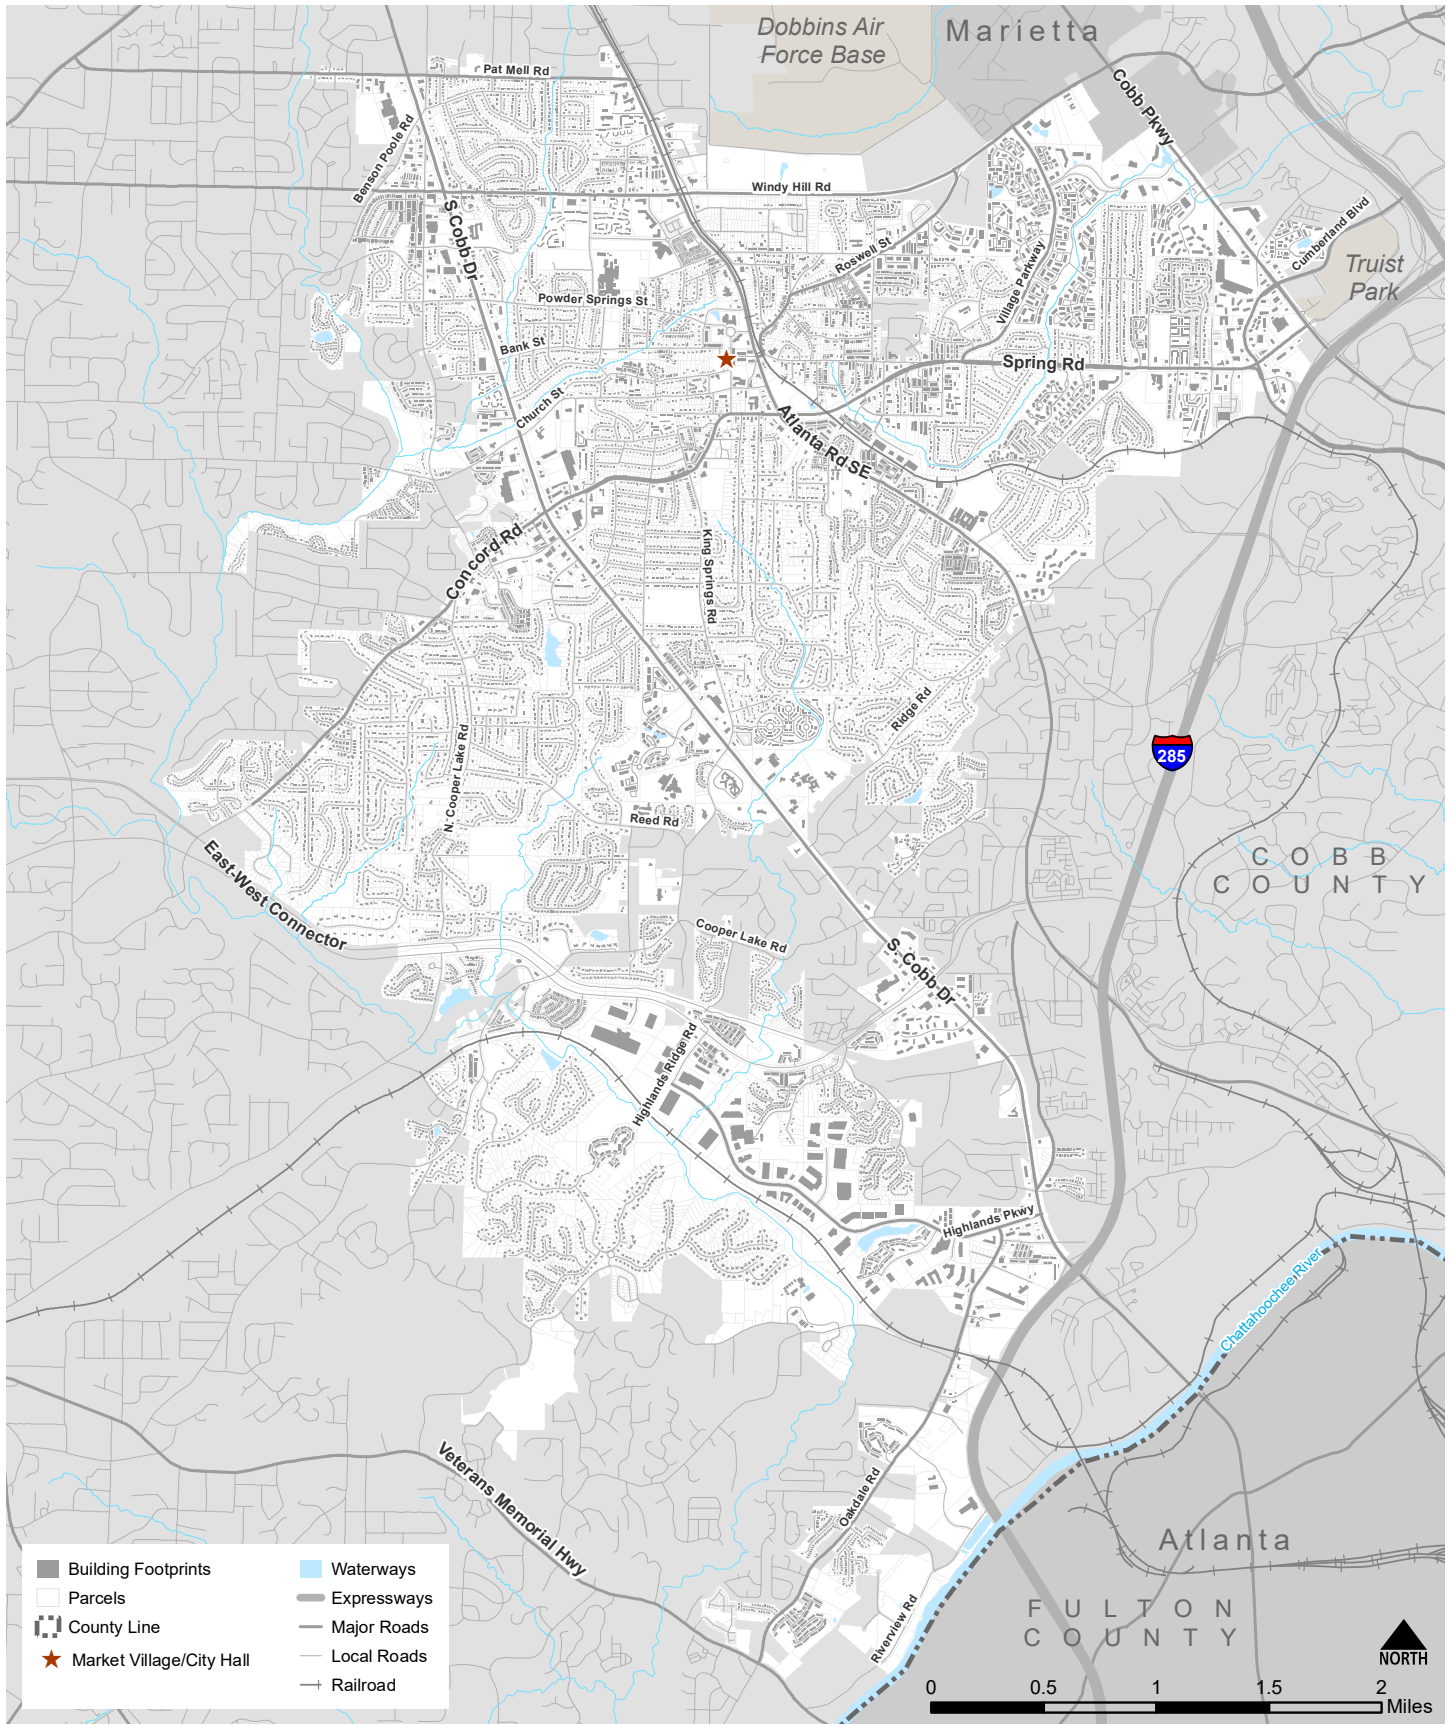 Dobbins Air
Force Base
Marietta
Pat Mell Rd
Cobb Pkwy
Benson Poole Rd
Windy Hill Rd
S Cobb Dr
Cumberland Blvd
Roswell St
Village Parkway
Truist
Park
Powder Springs St
Bank St
Spring Rd
Church St
Atlanta Rd SE
Concord Rd
King Springs Rd
Ridge Rd
N. Cooper Lake Rd
285
Reed Rd
COBB
COUNTY
East-West Connector
Cooper Lake Rd
S. Cobb Dr
Highlands Ridge Rd
Highlands Pkwy
Chattahoochee River
Veterans Memorial Hwy
Oakdale Rd
Atlanta
Riverview Rd
FULTON
COUNTY
Building Footprints
Parcels
County Line
Market Village/City Hall
Waterways
Expressways
Major Roads
Local Roads
Railroad
NORTH
0 0.5 1 1.5 2
Miles